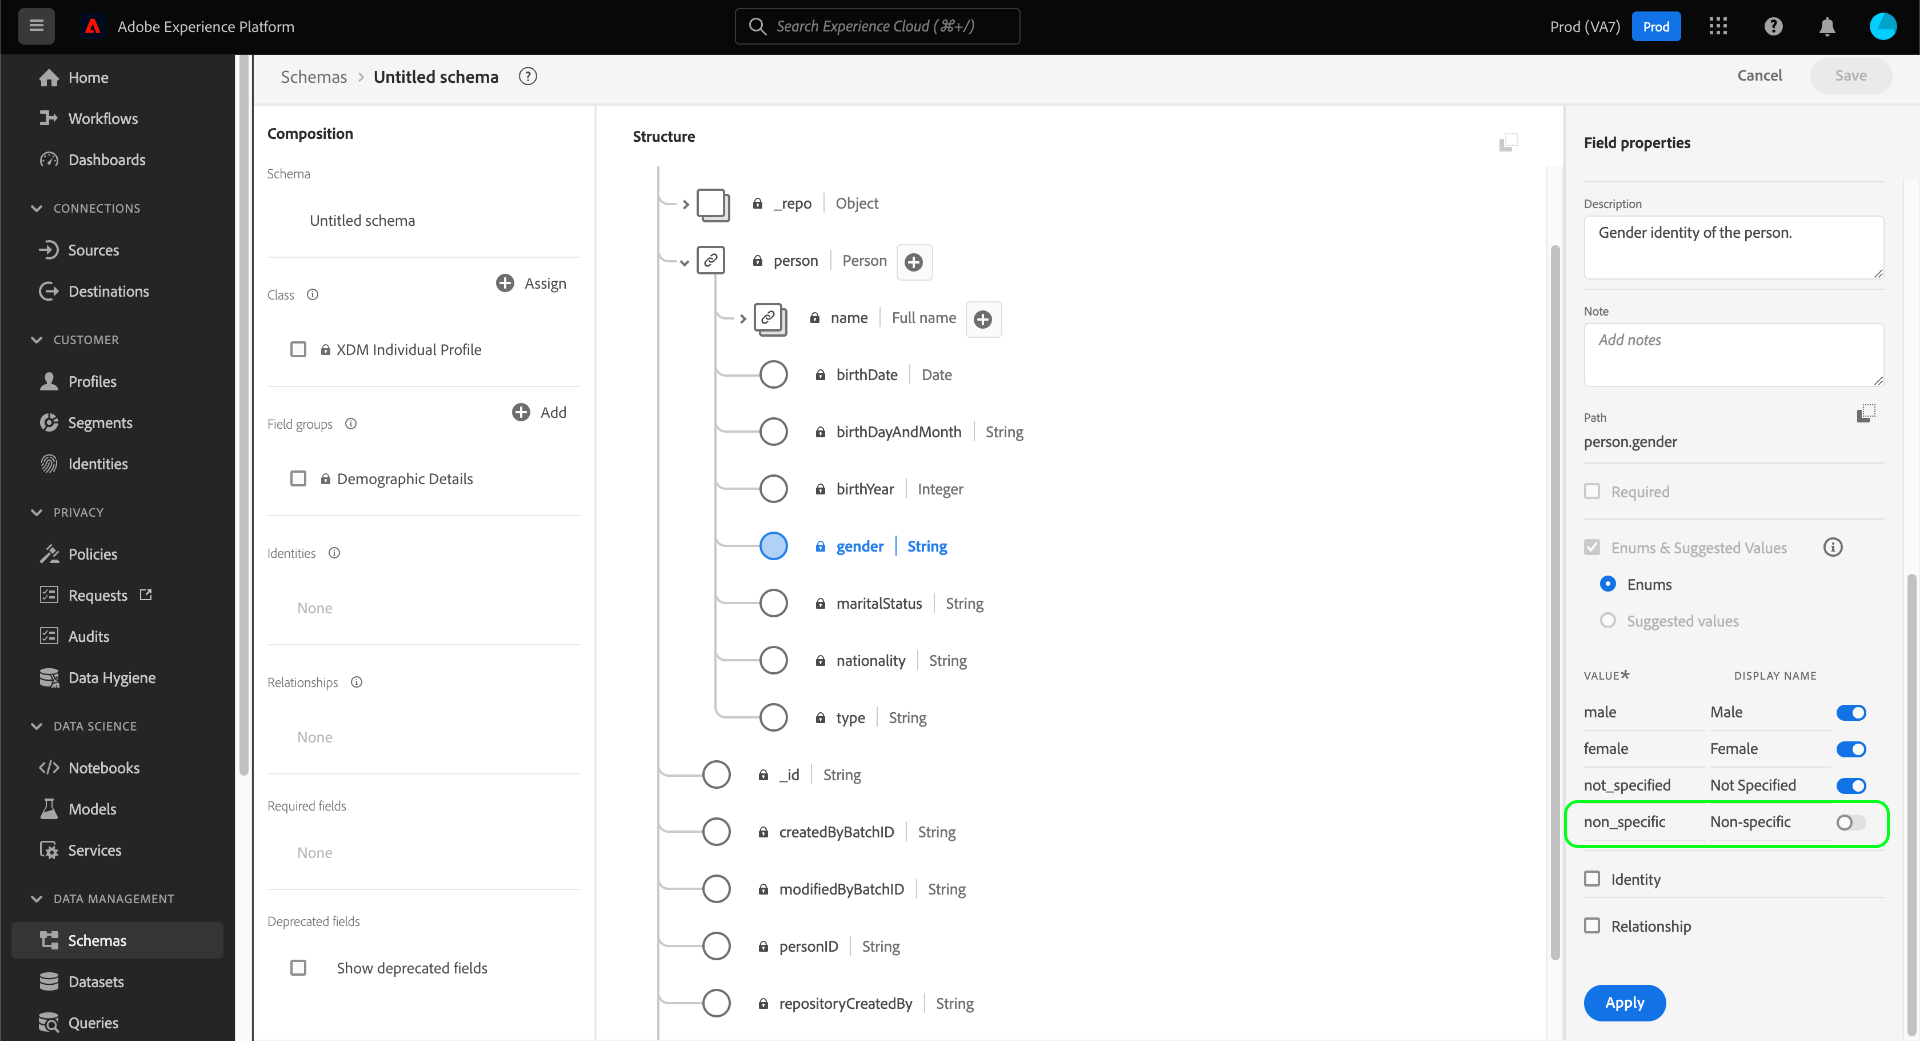 Adobe Experience Platform
Search Experience Cloud (⌘+/)
Prod (VA7)
Prod
Home
Workflows
Dashboards
CONNECTIONS
Sources
Destinations
CUSTOMER
Profiles
Segments
Identities
PRIVACY
Policies
Requests
Audits
Data Hygiene
DATA SCIENCE
Notebooks
Models
Services
DATA MANAGEMENT
Schemas
Datasets
Queries
Schemas > Untitled schema
Cancel
Save
Composition
Schema
Untitled schema
Class
Assign
XDM Individual Profile
Field groups
Add
Demographic Details
Identities
None
Relationships
None
Required fields
None
Deprecated fields
Show deprecated fields
Structure
_repo | Object
person | Person
name | Full name
birthDate | Date
birthDayAndMonth | String
birthYear | Integer
gender | String
maritalStatus | String
nationality | String
type | String
_id | String
createdByBatchID | String
modifiedByBatchID | String
personID | String
repositoryCreatedBy | String
Field properties
Description
Gender identity of the person.
Note
Add notes
Path
person.gender
Required
Enums & Suggested Values
Enums
Suggested values
VALUE* DISPLAY NAME
male Male
female Female
not_specified Not Specified
non_specific Non-specific
Identity
Relationship
Apply